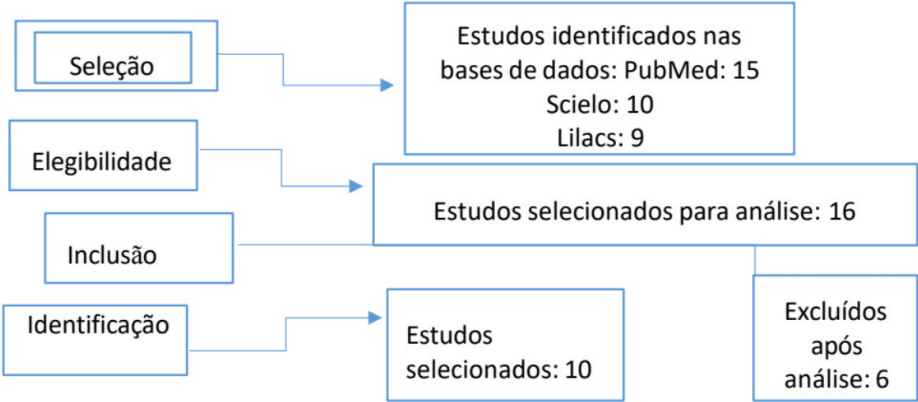 Seleção
Estudos identificados nas
bases de dados: PubMed: 15
Scielo: 10
Lilacs: 9
Elegibilidade
Estudos selecionados para análise: 16
Inclusão
Excluídos
após
análise: 6
Identificação
Estudos
selecionados: 10